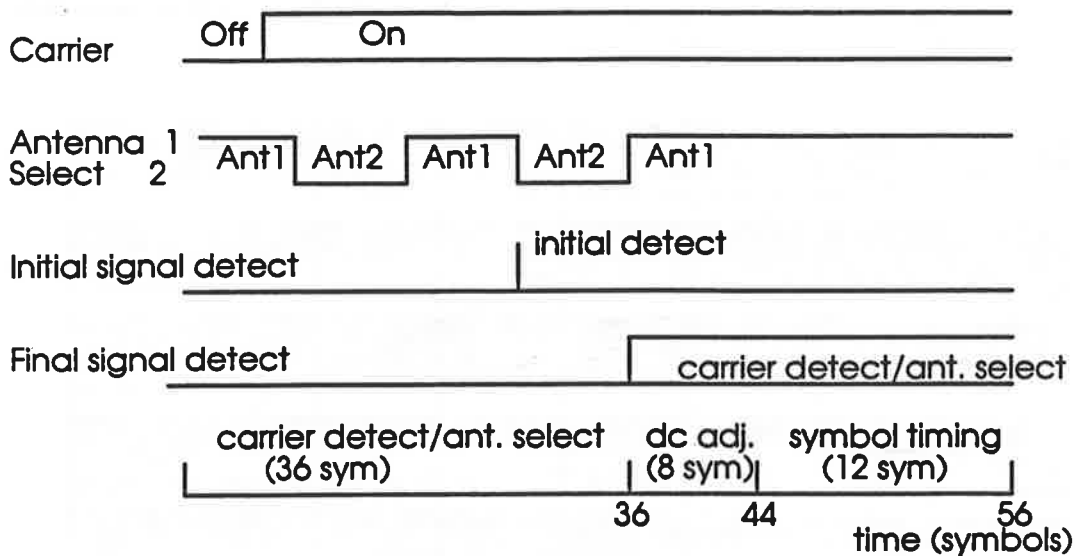 Carrier
Off On
Antenna 1
Select 2
Ant1 Ant2 Ant1 Ant2 Ant1
Initial signal detect
initial detect
Final signal detect
carrier detect/ant. select
carrier detect/ant. select dc adj. symbol timing
(36 sym) (8 sym) (12 sym)
36 44 56
time (symbols)